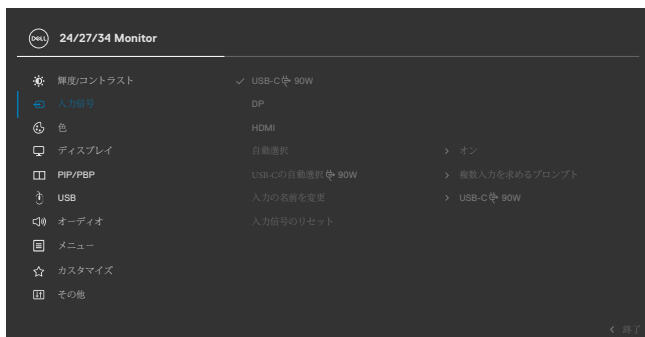 DELL 24/27/34 Monitor
輝度/コントラスト ✓ USB-C 90W
入力信号 DP
色 HDMI
ディスプレイ 自動選択 > オン
PIP/PBP USB-Cの自動選択 90W > 複数入力を求めるプロンプト
USB 入力の名前を変更 > USB-C 90W
オーディオ 入力信号のリセット
メニュー
カスタマイズ
その他
< 終了